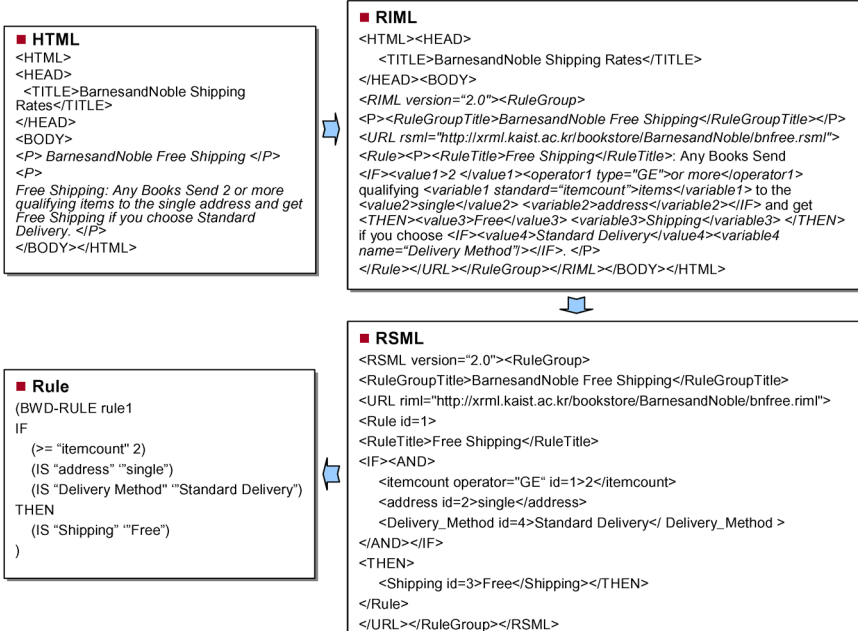 HTML
<HTML>
<HEAD>
<TITLE>BarnesandNoble Shipping
Rates</TITLE>
</HEAD>
<BODY>
<P> BarnesandNoble Free Shipping </P>
<P>
Free Shipping: Any Books Send 2 or more
qualifying items to the single address and get
Free Shipping if you choose Standard
Delivery. </P>
</BODY></HTML>
RIML
<HTML><HEAD>
<TITLE>BarnesandNoble Shipping Rates</TITLE>
</HEAD><BODY>
<RIML version=“2.0"><RuleGroup>
<P><RuleGroupTitle>BarnesandNoble Free Shipping</RuleGroupTitle></P>
<URL rsml="http://xrml.kaist.ac.kr/bookstore/BarnesandNoble/bnfree.rsml">
<Rule><P><RuleTitle>Free Shipping</RuleTitle>: Any Books Send
<IF><value1>2 </value1><operator1 type="GE">or more</operator1>
qualifying <variable1 standard=“itemcount">items</variable1> to the
<value2>single</value2> <variable2>address</variable2></IF> and get
<THEN><value3>Free</value3> <variable3>Shipping</variable3> </THEN>
if you choose <IF><value4>Standard Delivery</value4><variable4
name=“Delivery Method"/></IF>. </P>
</Rule></URL></RuleGroup></RIML></BODY></HTML>
RSML
<RSML version=“2.0"><RuleGroup>
<RuleGroupTitle>BarnesandNoble Free Shipping</RuleGroupTitle>
<URL riml="http://xrml.kaist.ac.kr/bookstore/BarnesandNoble/bnfree.riml">
<Rule id=1>
<RuleTitle>Free Shipping</RuleTitle>
<IF><AND>
<itemcount operator="GE“ id=1>2</itemcount>
<address id=2>single</address>
<Delivery_Method id=4>Standard Delivery</ Delivery_Method >
</AND></IF>
<THEN>
<Shipping id=3>Free</Shipping></THEN>
</Rule>
</URL></RuleGroup></RSML>
Rule
(BWD-RULE rule1
IF
(>= “itemcount" 2)
(IS “address" ‘”single”)
(IS “Delivery Method" ‘”Standard Delivery”)
THEN
(IS “Shipping" ‘”Free”)
)